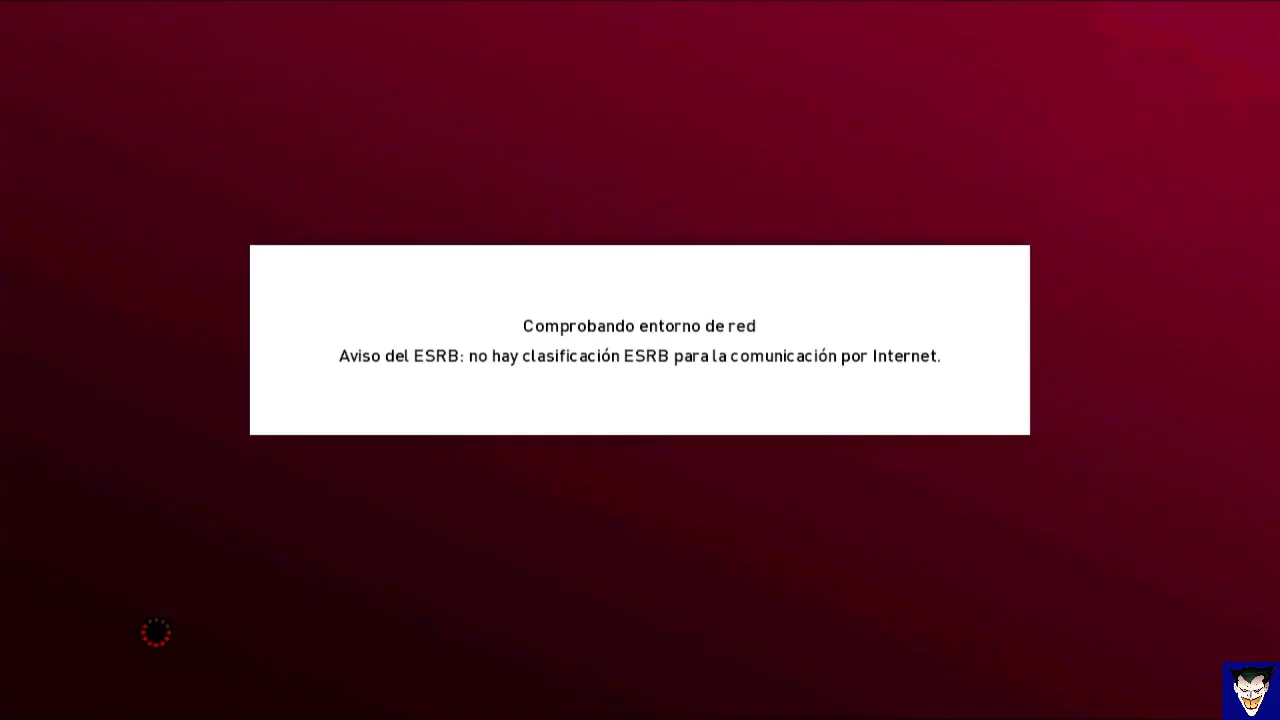 Comprobando entorno de red
Aviso del ESRB: no hay clasificación ESRB para la comunicación por Internet.